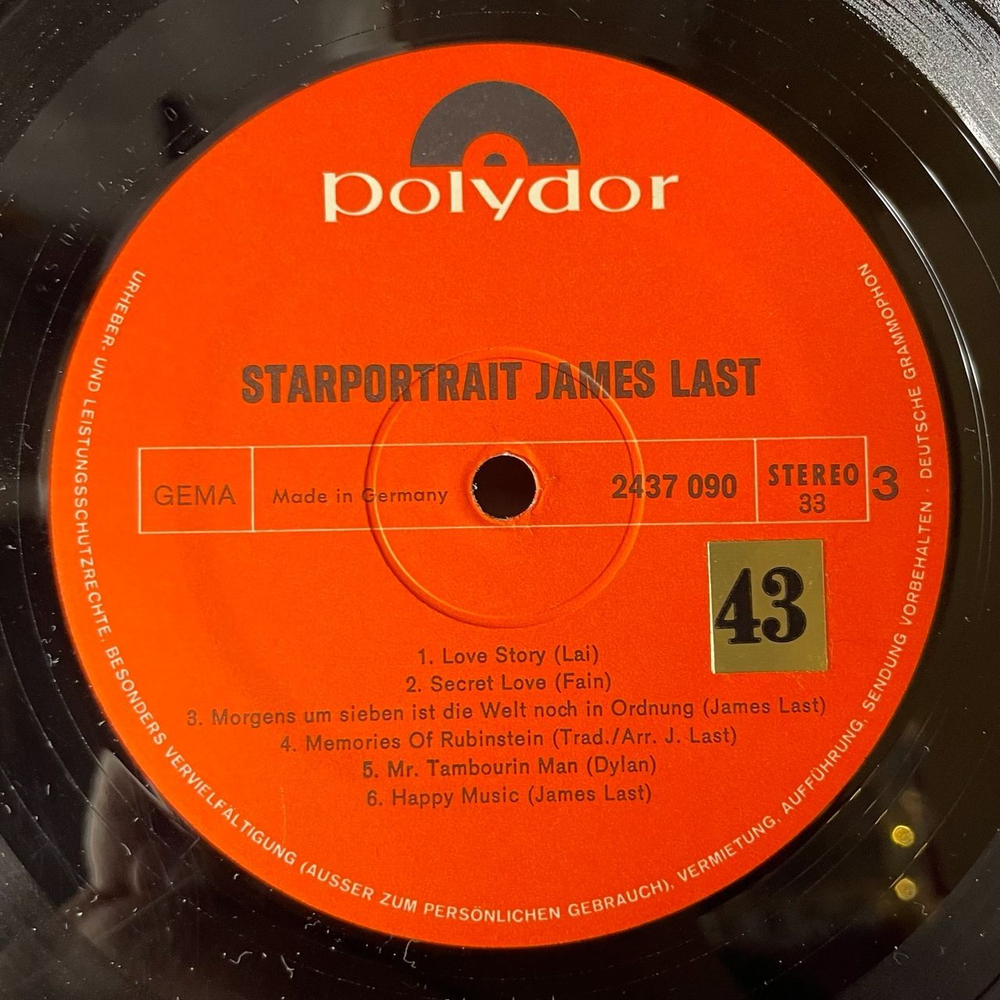 polydor
STARPORTRAIT JAMES LAST
GEMA
Made in Germany
2437 090
STEREO
33
3
43
1. Love Story (Lai)
2. Secret Love (Fain)
3. Morgens um sieben ist die Welt noch in Ordnung (James Last)
4. Memories Of Rubinstein (Trad./Arr. J. Last)
5. Mr. Tambourin Man (Dylan)
6. Happy Music (James Last)
URHEBER- UND LEISTUNGSSCHUTZRECHTE, BESONDERS VERVIELFÄLTIGUNG (AUSSER ZUM PERSÖNLICHEN GEBRAUCH), VERMIETUNG, AUFFÜHRUNG, SENDUNG VORBEHALTEN · DEUTSCHE GRAMMOPHON